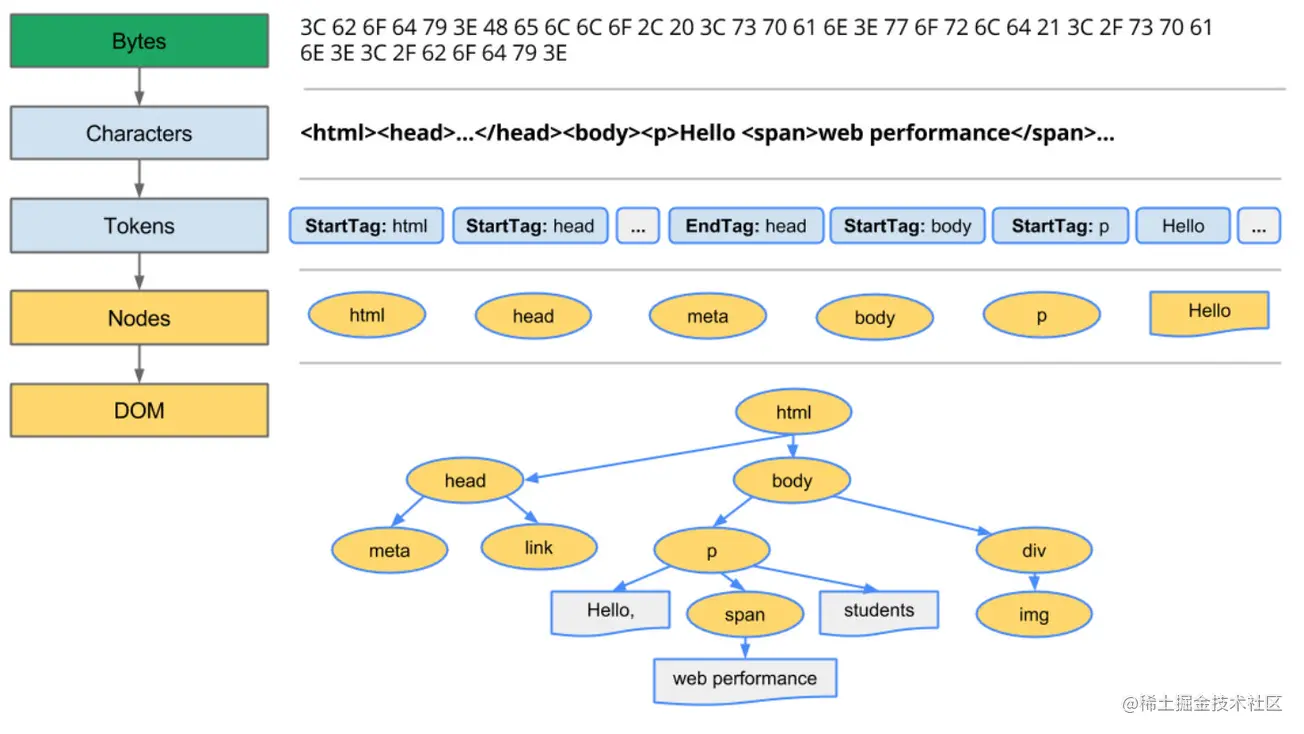 Bytes
3C 62 6F 64 79 3E 48 65 6C 6C 6F 2C 20 3C 73 70 61 6E 3E 77 6F 72 6C 64 21 3C 2F 73 70 61
6E 3E 3C 2F 62 6F 64 79 3E
Characters
<html><head>...</head><body><p>Hello <span>web performance</span>...
Tokens
StartTag: html
StartTag: head
...
EndTag: head
StartTag: body
StartTag: p
Hello
...
Nodes
html
head
meta
body
p
Hello
DOM
html
head
body
meta
link
p
div
Hello,
span
students
img
web performance
@稀土掘金技术社区